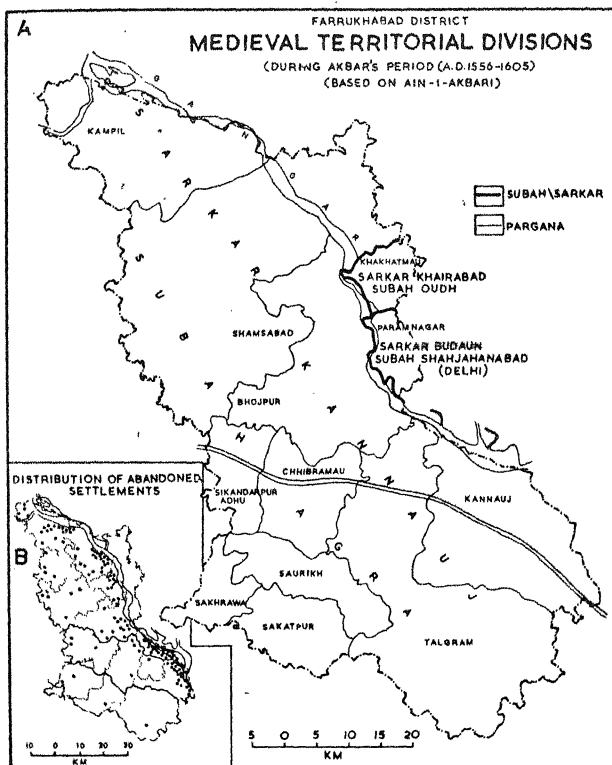 A
FARRUKHABAD DISTRICT
MEDIEVAL TERRITORIAL DIVISIONS
(DURING AKBAR'S PERIOD (A.D.1556-1605)
(BASED ON AIN-I-AKBARI)
GANGA R
KAMPIL
SARKAR KANNAUJ
SUBAH AGRA
SUBAH\SARKAR
PARGANA
KHAKHATMAU
SARKAR KHAIRABAD
SUBAH OUDH
SHAMSABAD
PARAMNAGAR
SARKAR BUDAUN
SUBAH SHAHJAHANABAD
(DELHI)
BHOJPUR
CHHIBRAMAU
SIKANDARPUR
ADHU
KANNAUJ
SAURIKH
SAKHRAWA
SAKATPUR
TALGRAM
5 0 5 10 15 20
KM
DISTRIBUTION OF ABANDONED
SETTLEMENTS
B
10 0 10 20 30
KM